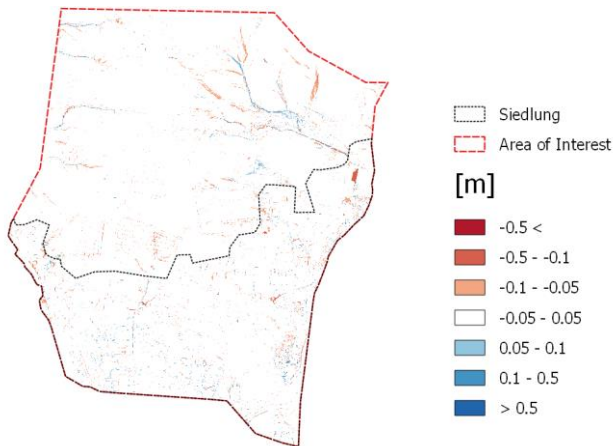 Siedlung
Area of Interest
[m]
-0.5 <
-0.5 - -0.1
-0.1 - -0.05
-0.05 - 0.05
0.05 - 0.1
0.1 - 0.5
> 0.5